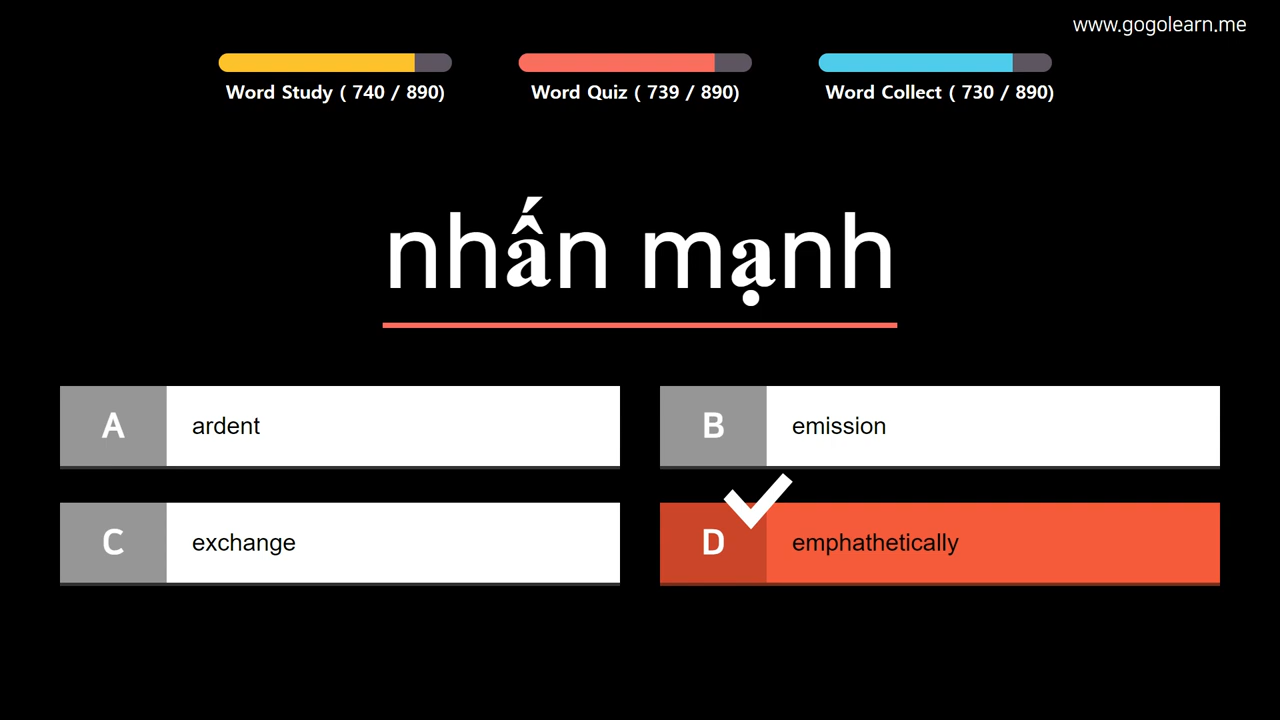 www.gogolearn.me
Word Study ( 740 / 890)
Word Quiz ( 739 / 890)
Word Collect ( 730 / 890)
nhấn mạnh
A ardent
B emission
C exchange
D emphathetically